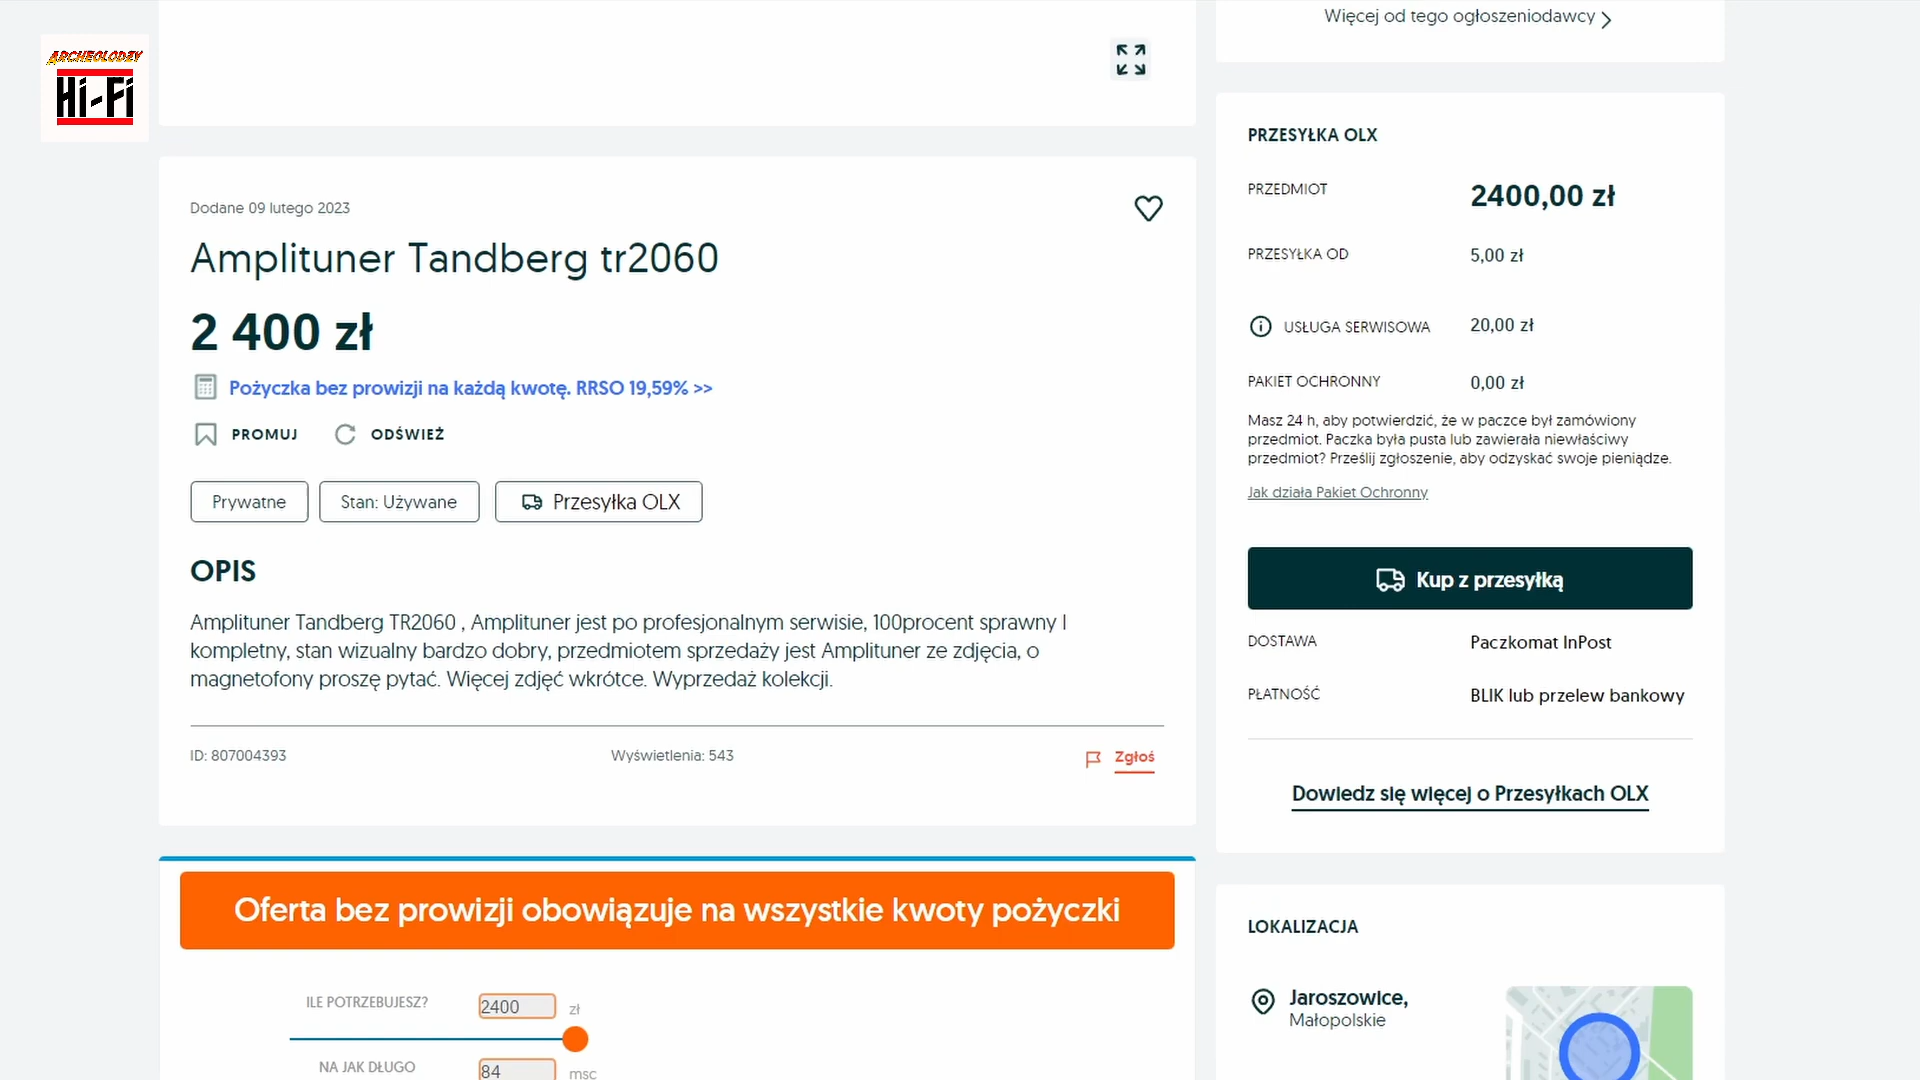 ARCHEOLODZY
Hi-Fi
Dodane 09 lutego 2023
Amplituner Tandberg tr2060
2 400 zł
Pożyczka bez prowizji na każdą kwotę. RRSO 19,59% >>
PROMUJ ODŚWIEŻ
Prywatne Stan: Używane Przesyłka OLX
OPIS
Amplituner Tandberg TR2060 , Amplituner jest po profesjonalnym serwisie, 100procent sprawny I
kompletny, stan wizualny bardzo dobry, przedmiotem sprzedaży jest Amplituner ze zdjęcia, o
magnetofony proszę pytać. Więcej zdjęć wkrótce. Wyprzedaż kolekcji.
ID: 807004393 Wyświetlenia: 543 Zgłoś
Oferta bez prowizji obowiązuje na wszystkie kwoty pożyczki
ILE POTRZEBUJESZ? 2400 zł
NA JAK DŁUGO 84 msc
Więcej od tego ogłoszeniodawcy
PRZESYŁKA OLX
PRZEDMIOT 2400,00 zł
PRZESYŁKA OD 5,00 zł
USŁUGA SERWISOWA 20,00 zł
PAKIET OCHRONNY 0,00 zł
Masz 24 h, aby potwierdzić, że w paczce był zamówiony
przedmiot. Paczka była pusta lub zawierała niewłaściwy
przedmiot? Prześlij zgłoszenie, aby odzyskać swoje pieniądze.
Jak działa Pakiet Ochronny
Kup z przesyłką
DOSTAWA Paczkomat InPost
PŁATNOŚĆ BLIK lub przelew bankowy
Dowiedz się więcej o Przesyłkach OLX
LOKALIZACJA
Jaroszowice,
Małopolskie